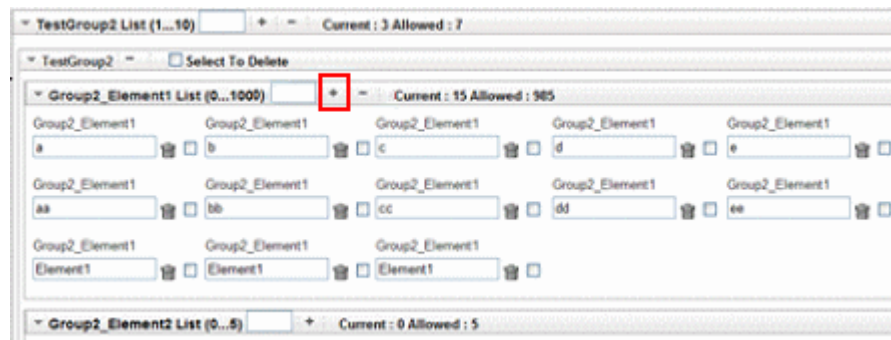 TestGroup2 List (1...10) + - Current : 3 Allowed : 7
TestGroup2 - Select To Delete
Group2_Element1 List (0...1000) + - Current : 15 Allowed : 985
Group2_Element1 Group2_Element1 Group2_Element1 Group2_Element1 Group2_Element1
a b c d e
Group2_Element1 Group2_Element1 Group2_Element1 Group2_Element1 Group2_Element1
aa bb cc dd ee
Group2_Element1 Group2_Element1 Group2_Element1
Element1 Element1 Element1
Group2_Element2 List (0...5) + Current : 0 Allowed : 5